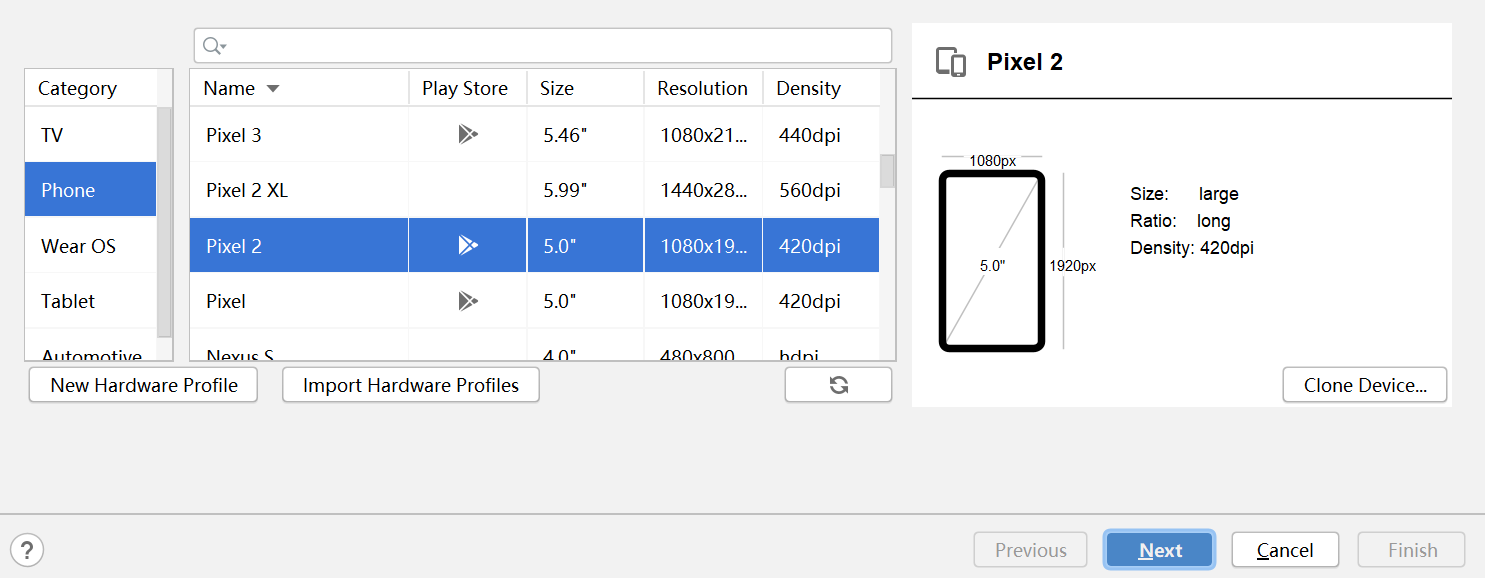 Category
TV
Phone
Wear OS
Tablet
Automotive
Name Play Store Size Resolution Density
Pixel 3 5.46" 1080x21... 440dpi
Pixel 2 XL 5.99" 1440x28... 560dpi
Pixel 2 5.0" 1080x19... 420dpi
Pixel 5.0" 1080x19... 420dpi
Nexus S 4.0" 480x800 hdpi
New Hardware Profile Import Hardware Profiles
Pixel 2
1080px
5.0"
1920px
Size: large
Ratio: long
Density: 420dpi
Clone Device...
? Previous Next Cancel Finish